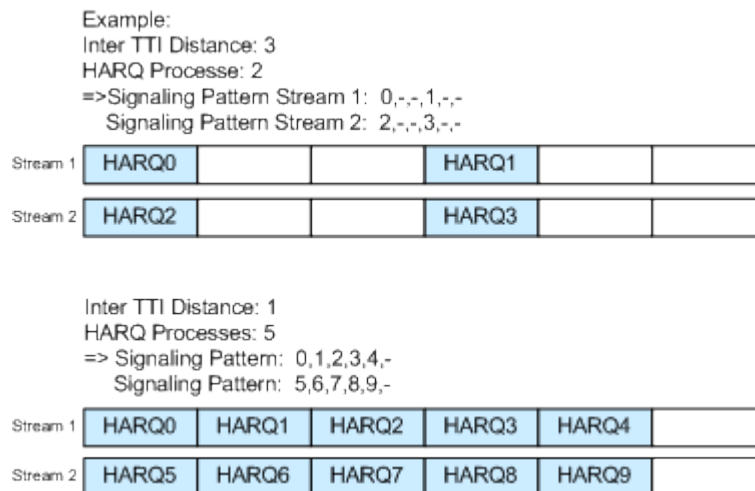 Example:
Inter TTI Distance: 3
HARQ Processe: 2
=>Signaling Pattern Stream 1: 0,-,-,1,-,-
Signaling Pattern Stream 2: 2,-,-,3,-,-
Stream 1 HARQ0 HARQ1
Stream 2 HARQ2 HARQ3
Inter TTI Distance: 1
HARQ Processes: 5
=> Signaling Pattern: 0,1,2,3,4,-
Signaling Pattern: 5,6,7,8,9,-
Stream 1 HARQ0 HARQ1 HARQ2 HARQ3 HARQ4
Stream 2 HARQ5 HARQ6 HARQ7 HARQ8 HARQ9